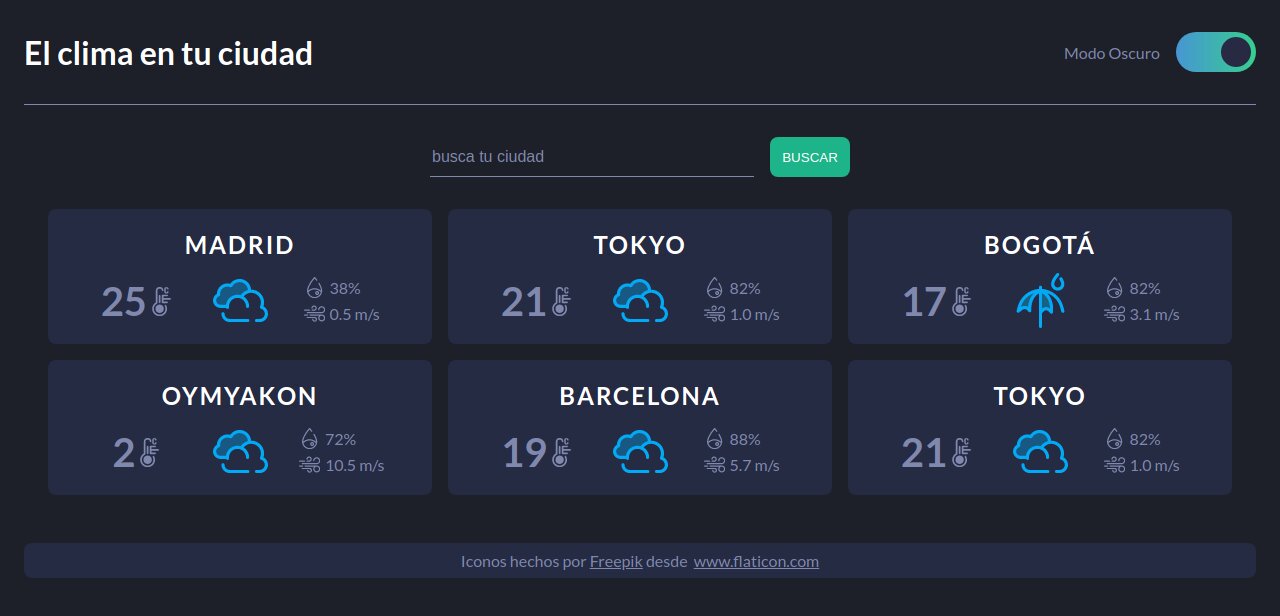 El clima en tu ciudad
Modo Oscuro
busca tu ciudad
BUSCAR
MADRID
25
38%
0.5 m/s
TOKYO
21
82%
1.0 m/s
BOGOTÁ
17
82%
3.1 m/s
OYMYAKON
2
72%
10.5 m/s
BARCELONA
19
88%
5.7 m/s
TOKYO
21
82%
1.0 m/s
Iconos hechos por Freepik desde www.flaticon.com